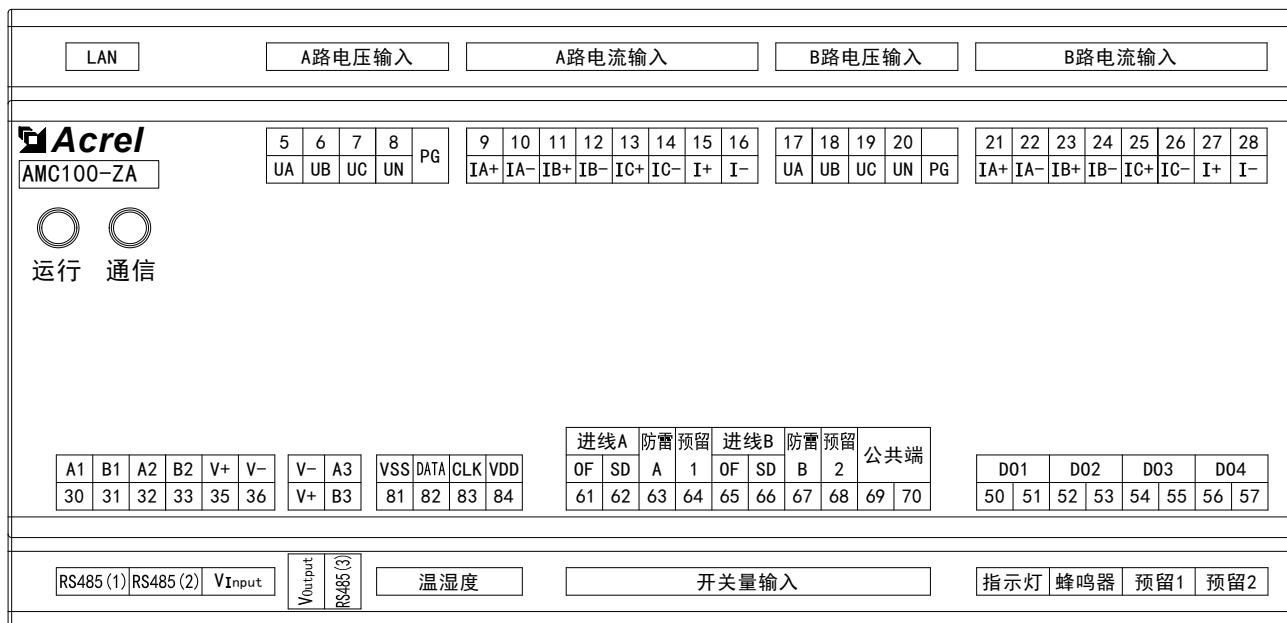 LAN A路电压输入 A路电流输入 B路电压输入 B路电流输入
Acrel
AMC100-ZA
5 6 7 8 PG 9 10 11 12 13 14 15 16 17 18 19 20 21 22 23 24 25 26 27 28
UA UB UC UN IA+ IA- IB+ IB- IC+ IC- I+ I- UA UB UC UN PG IA+ IA- IB+ IB- IC+ IC- I+ I-
运行 通信
进线A 防雷 预留 进线B 防雷 预留 公共端
A1 B1 A2 B2 V+ V- V- A3 VSS DATA CLK VDD OF SD A 1 OF SD B 2 DO1 DO2 DO3 DO4
30 31 32 33 35 36 V+ B3 81 82 83 84 61 62 63 64 65 66 67 68 69 70 50 51 52 53 54 55 56 57
RS485(1) RS485(2) VInput VOutput RS485(3) 温湿度 开关量输入 指示灯 蜂鸣器 预留1 预留2